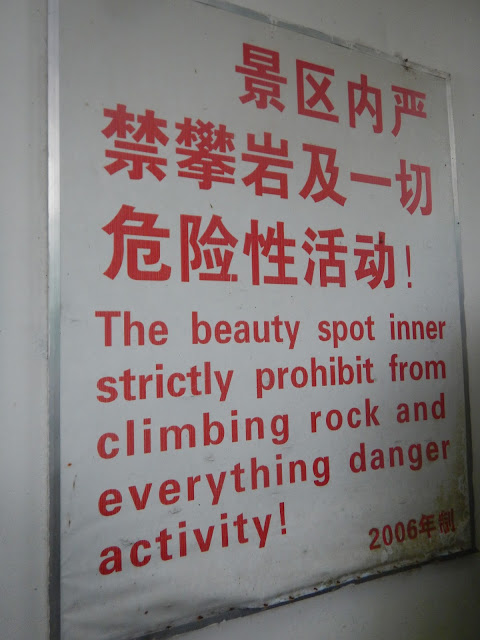 景区内严
禁攀岩及一切
危险性活动!
The beauty spot inner
strictly prohibit from
climbing rock and
everything danger
activity!
2006年制